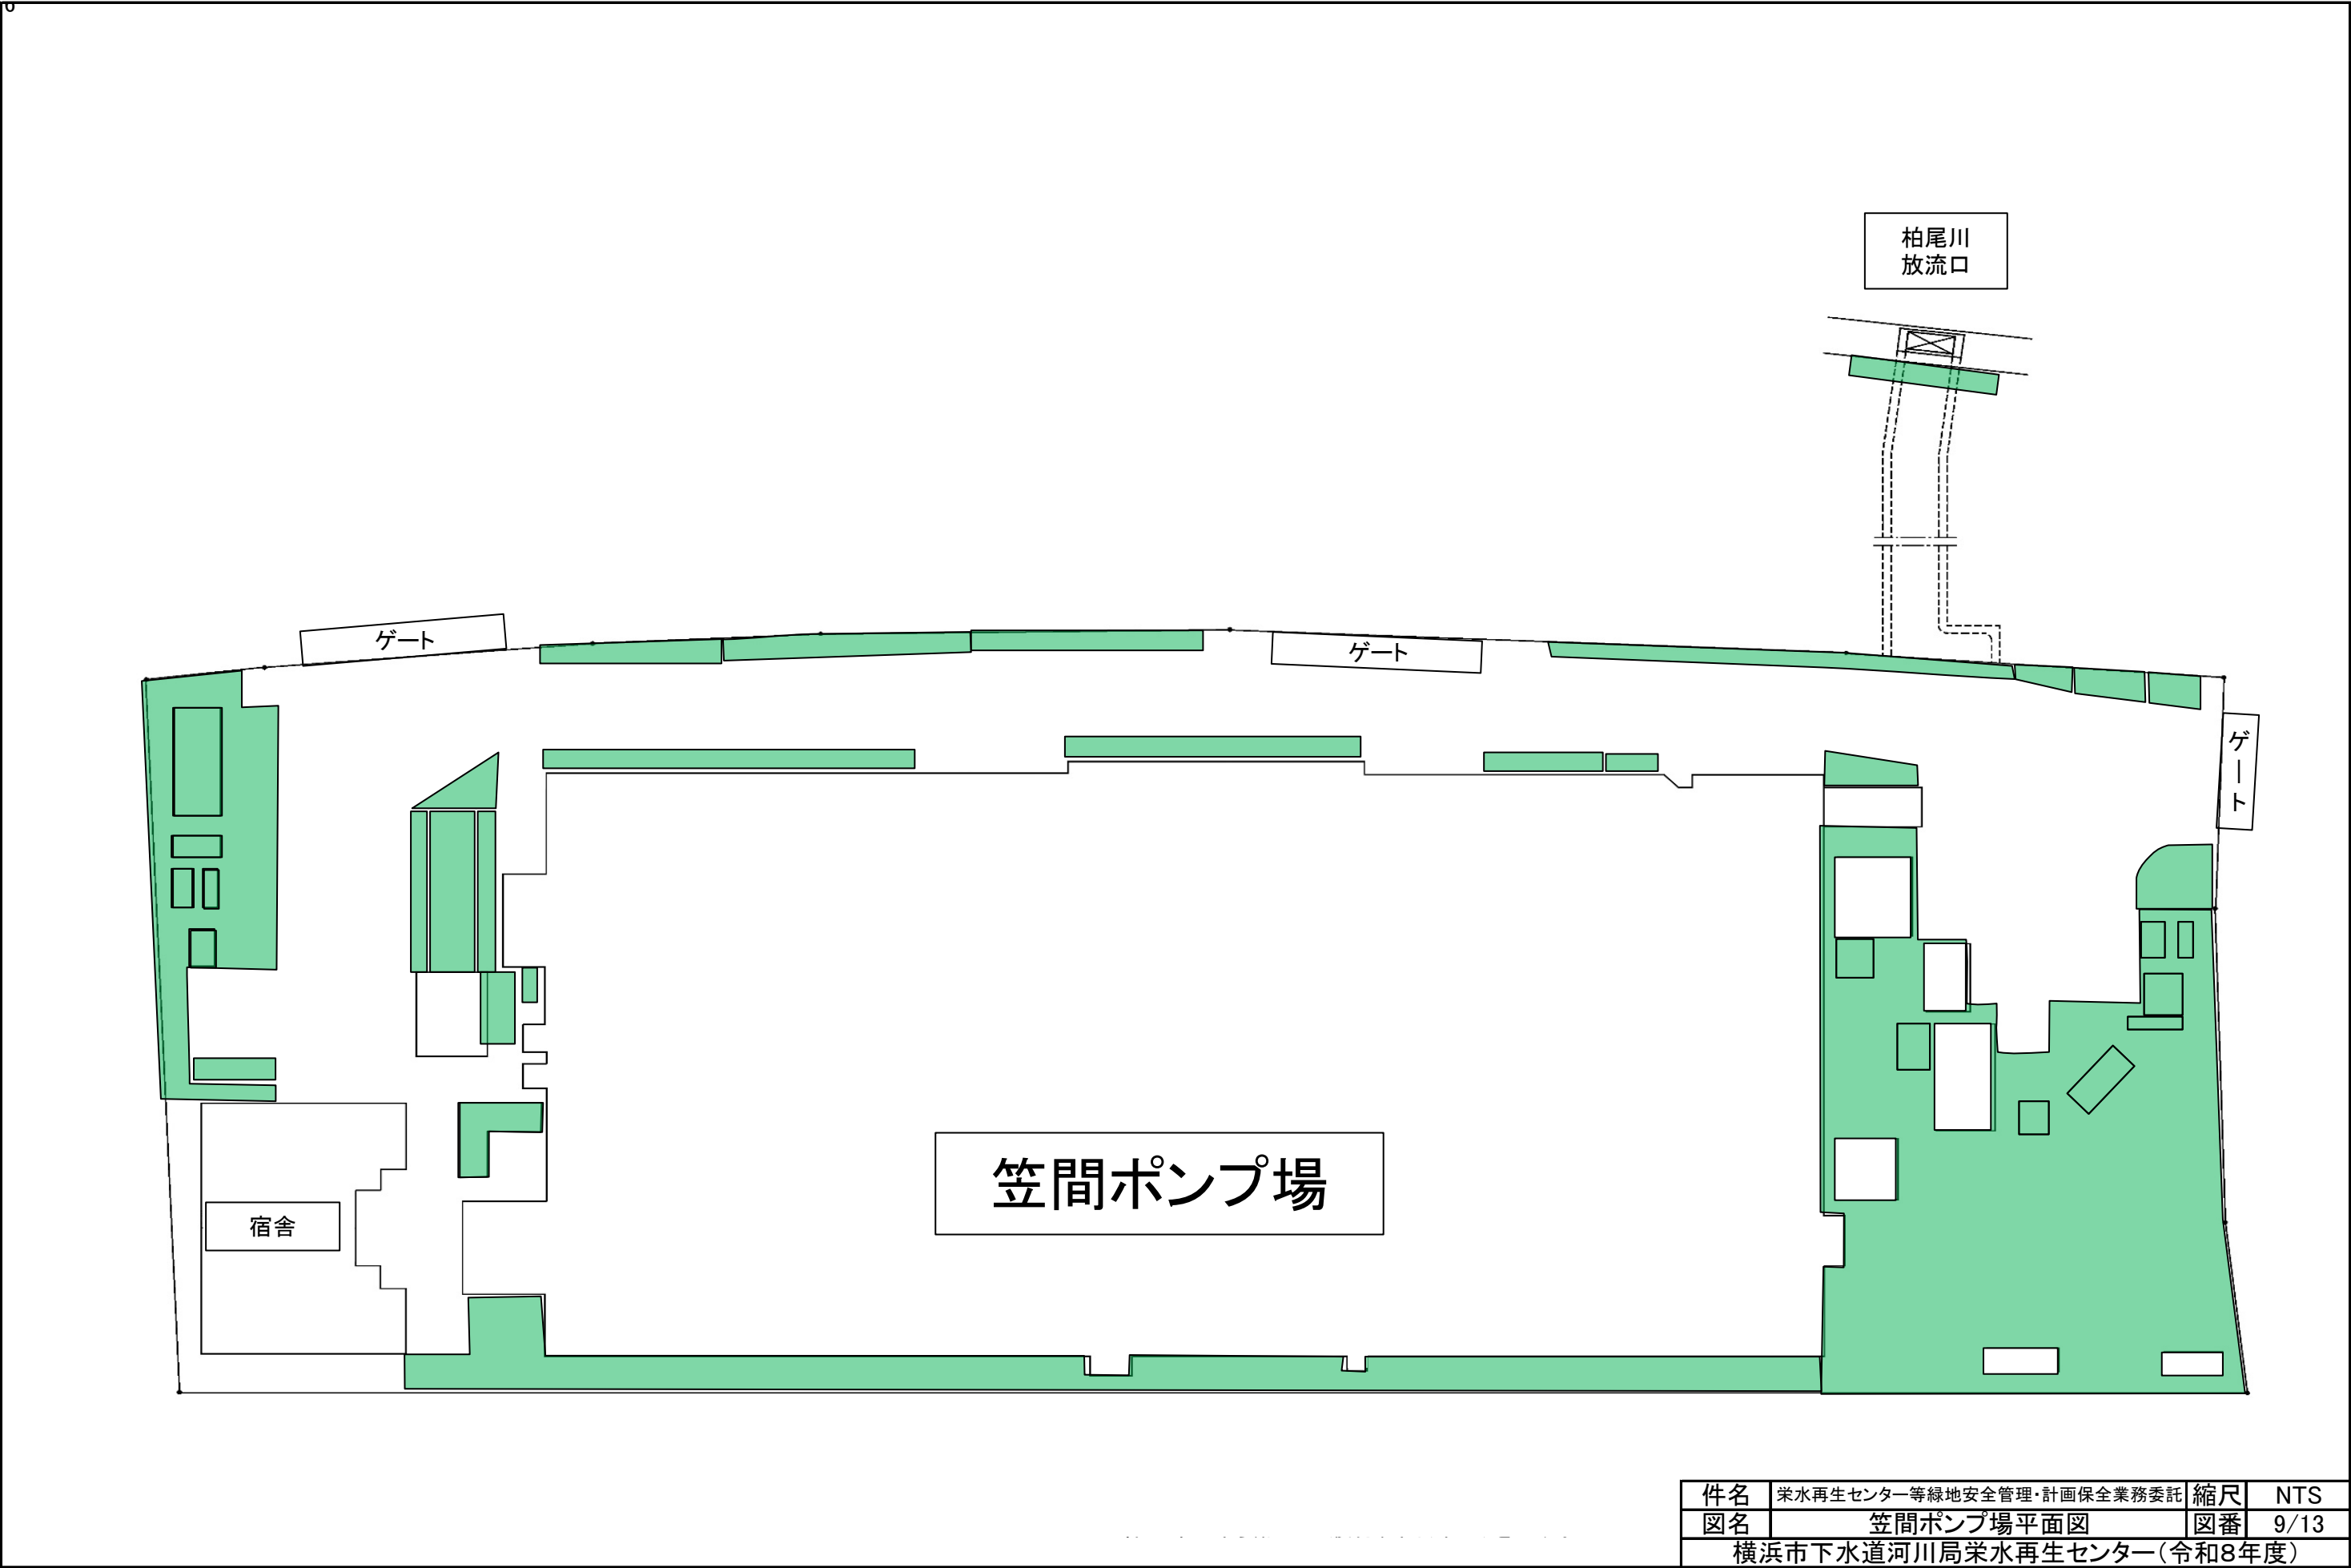 柏尾川
放流口
ゲート
ゲート
ゲート
笠間ポンプ場
宿舎
件名 栄水再生センター等緑地安全管理・計画保全業務委託 縮尺 NTS
図名 笠間ポンプ場平面図 図番 9/13
横浜市下水道河川局栄水再生センター(令和8年度)